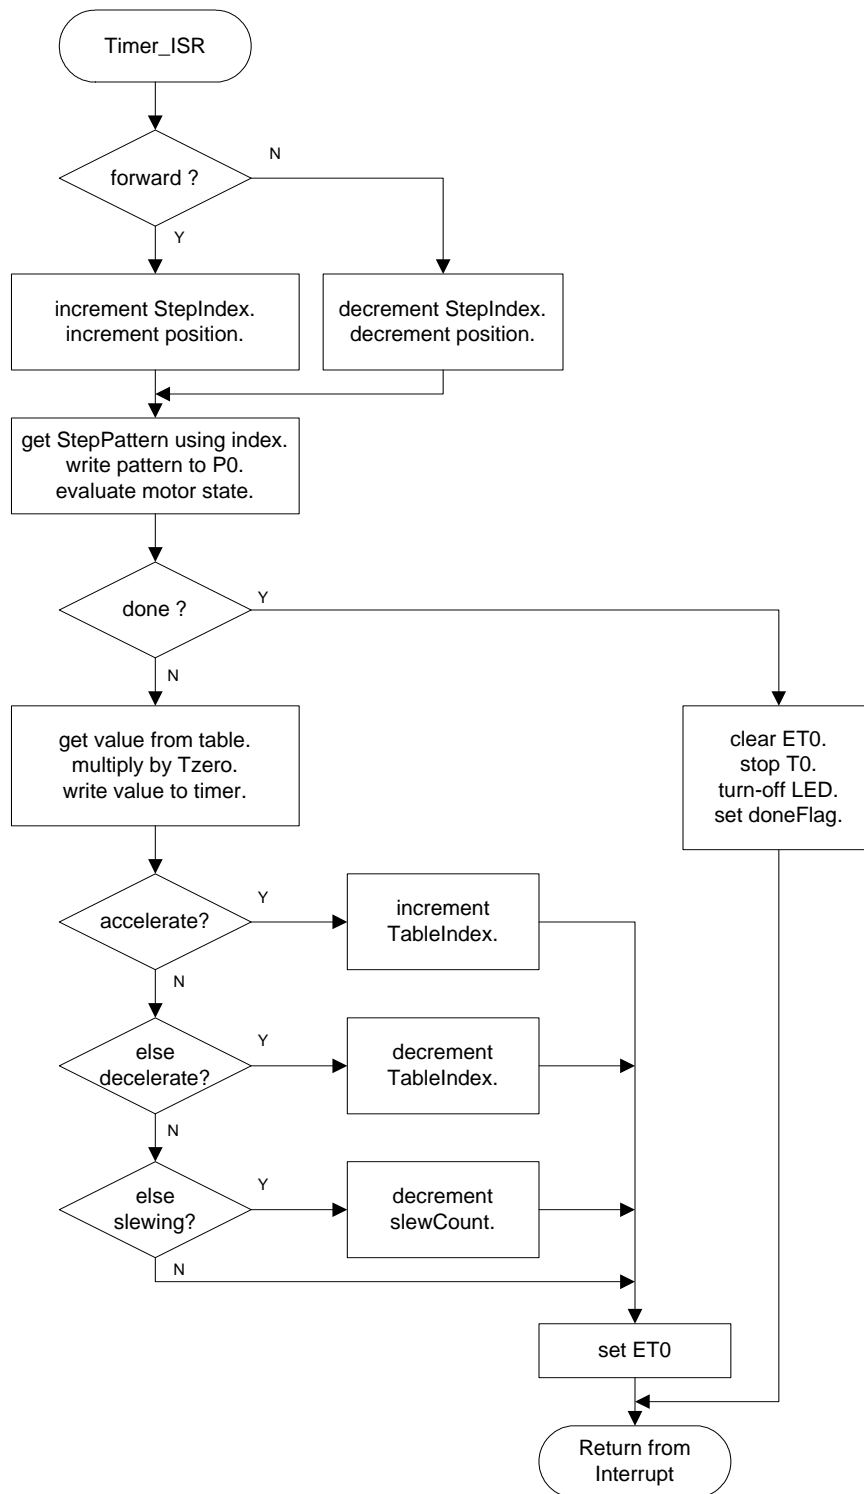 Timer_ISR
forward ?
N
Y
increment StepIndex.
increment position.
decrement StepIndex.
decrement position.
get StepPattern using index.
write pattern to P0.
evaluate motor state.
done ?
Y
N
get value from table.
multiply by Tzero.
write value to timer.
clear ET0.
stop T0.
turn-off LED.
set doneFlag.
accelerate?
Y
increment
TableIndex.
N
else
decelerate?
Y
decrement
TableIndex.
N
else
slewing?
Y
decrement
slewCount.
N
set ET0
Return from
Interrupt